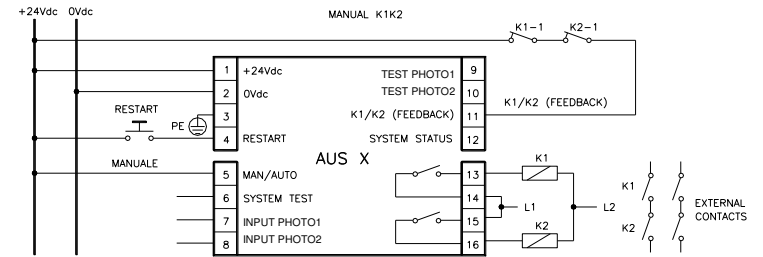 +24Vdc 0Vdc
MANUAL K1K2
K1-1 K2-1
1 +24Vdc TEST PHOTO1 9
2 0Vdc TEST PHOTO2 10
RESTART PE 3 K1/K2 (FEEDBACK) 11 K1/K2 (FEEDBACK)
4 RESTART SYSTEM STATUS 12
AUS X
MANUALE 5 MAN/AUTO 13 K1
6 SYSTEM TEST 14
L1 L2
7 INPUT PHOTO1 15
8 INPUT PHOTO2 16 K2
K1
K2
EXTERNAL
CONTACTS